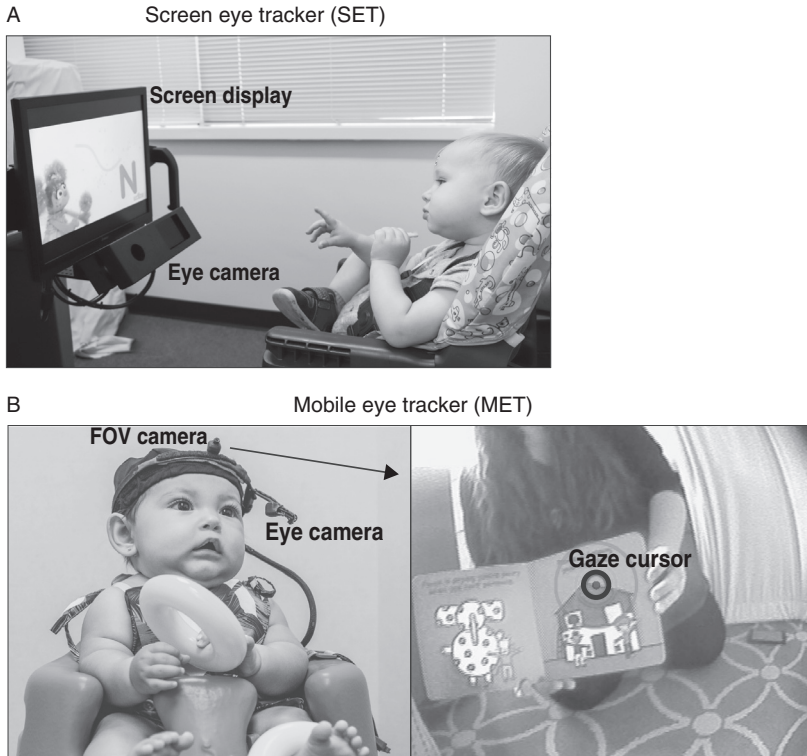 A
Screen eye tracker (SET)
Screen display
N
Eye camera
B
Mobile eye tracker (MET)
FOV camera
Eye camera
Gaze cursor